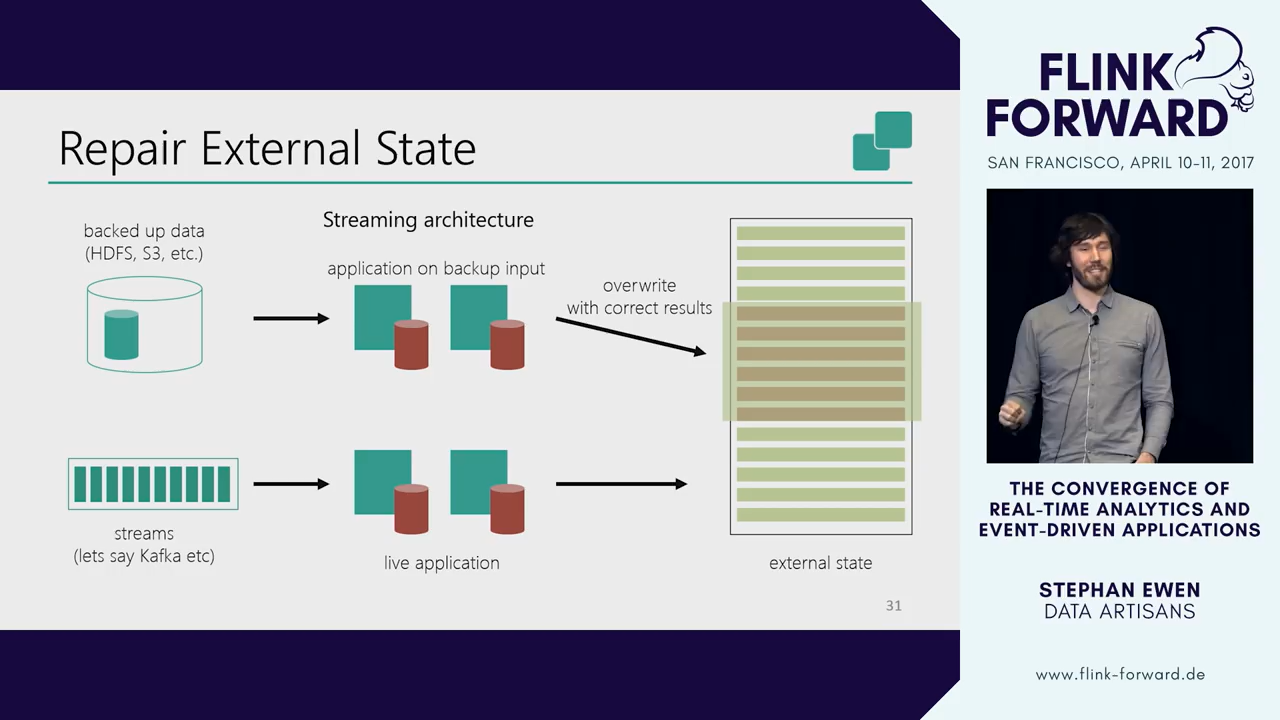 Repair External State
backed up data
(HDFS, S3, etc.)
Streaming architecture
application on backup input
overwrite
with correct results
streams
(lets say Kafka etc)
live application
external state
31
FLINK
FORWARD
SAN FRANCISCO, APRIL 10-11, 2017
THE CONVERGENCE OF
REAL-TIME ANALYTICS AND
EVENT-DRIVEN APPLICATIONS
STEPHAN EWEN
DATA ARTISANS
www.flink-forward.de